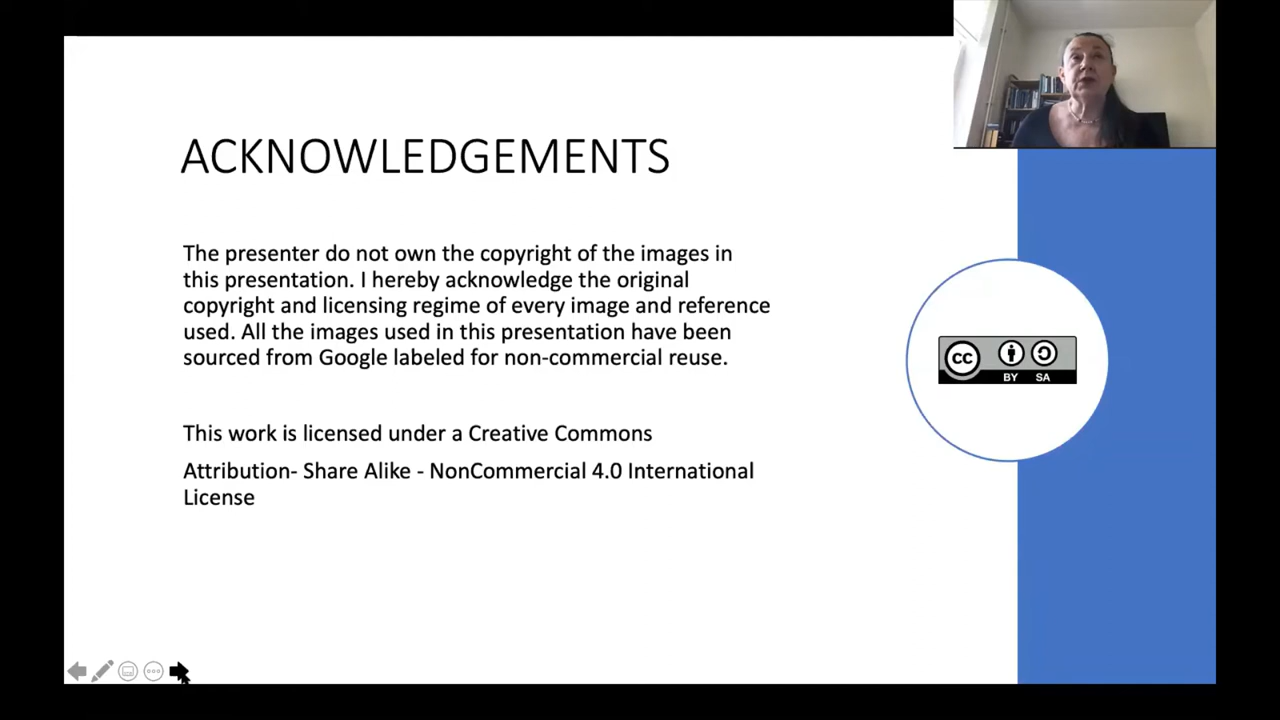 ACKNOWLEDGEMENTS
The presenter do not own the copyright of the images in
this presentation. I hereby acknowledge the original
copyright and licensing regime of every image and reference
used. All the images used in this presentation have been
sourced from Google labeled for non-commercial reuse.
This work is licensed under a Creative Commons
Attribution- Share Alike - NonCommercial 4.0 International
License
CC
BY SA